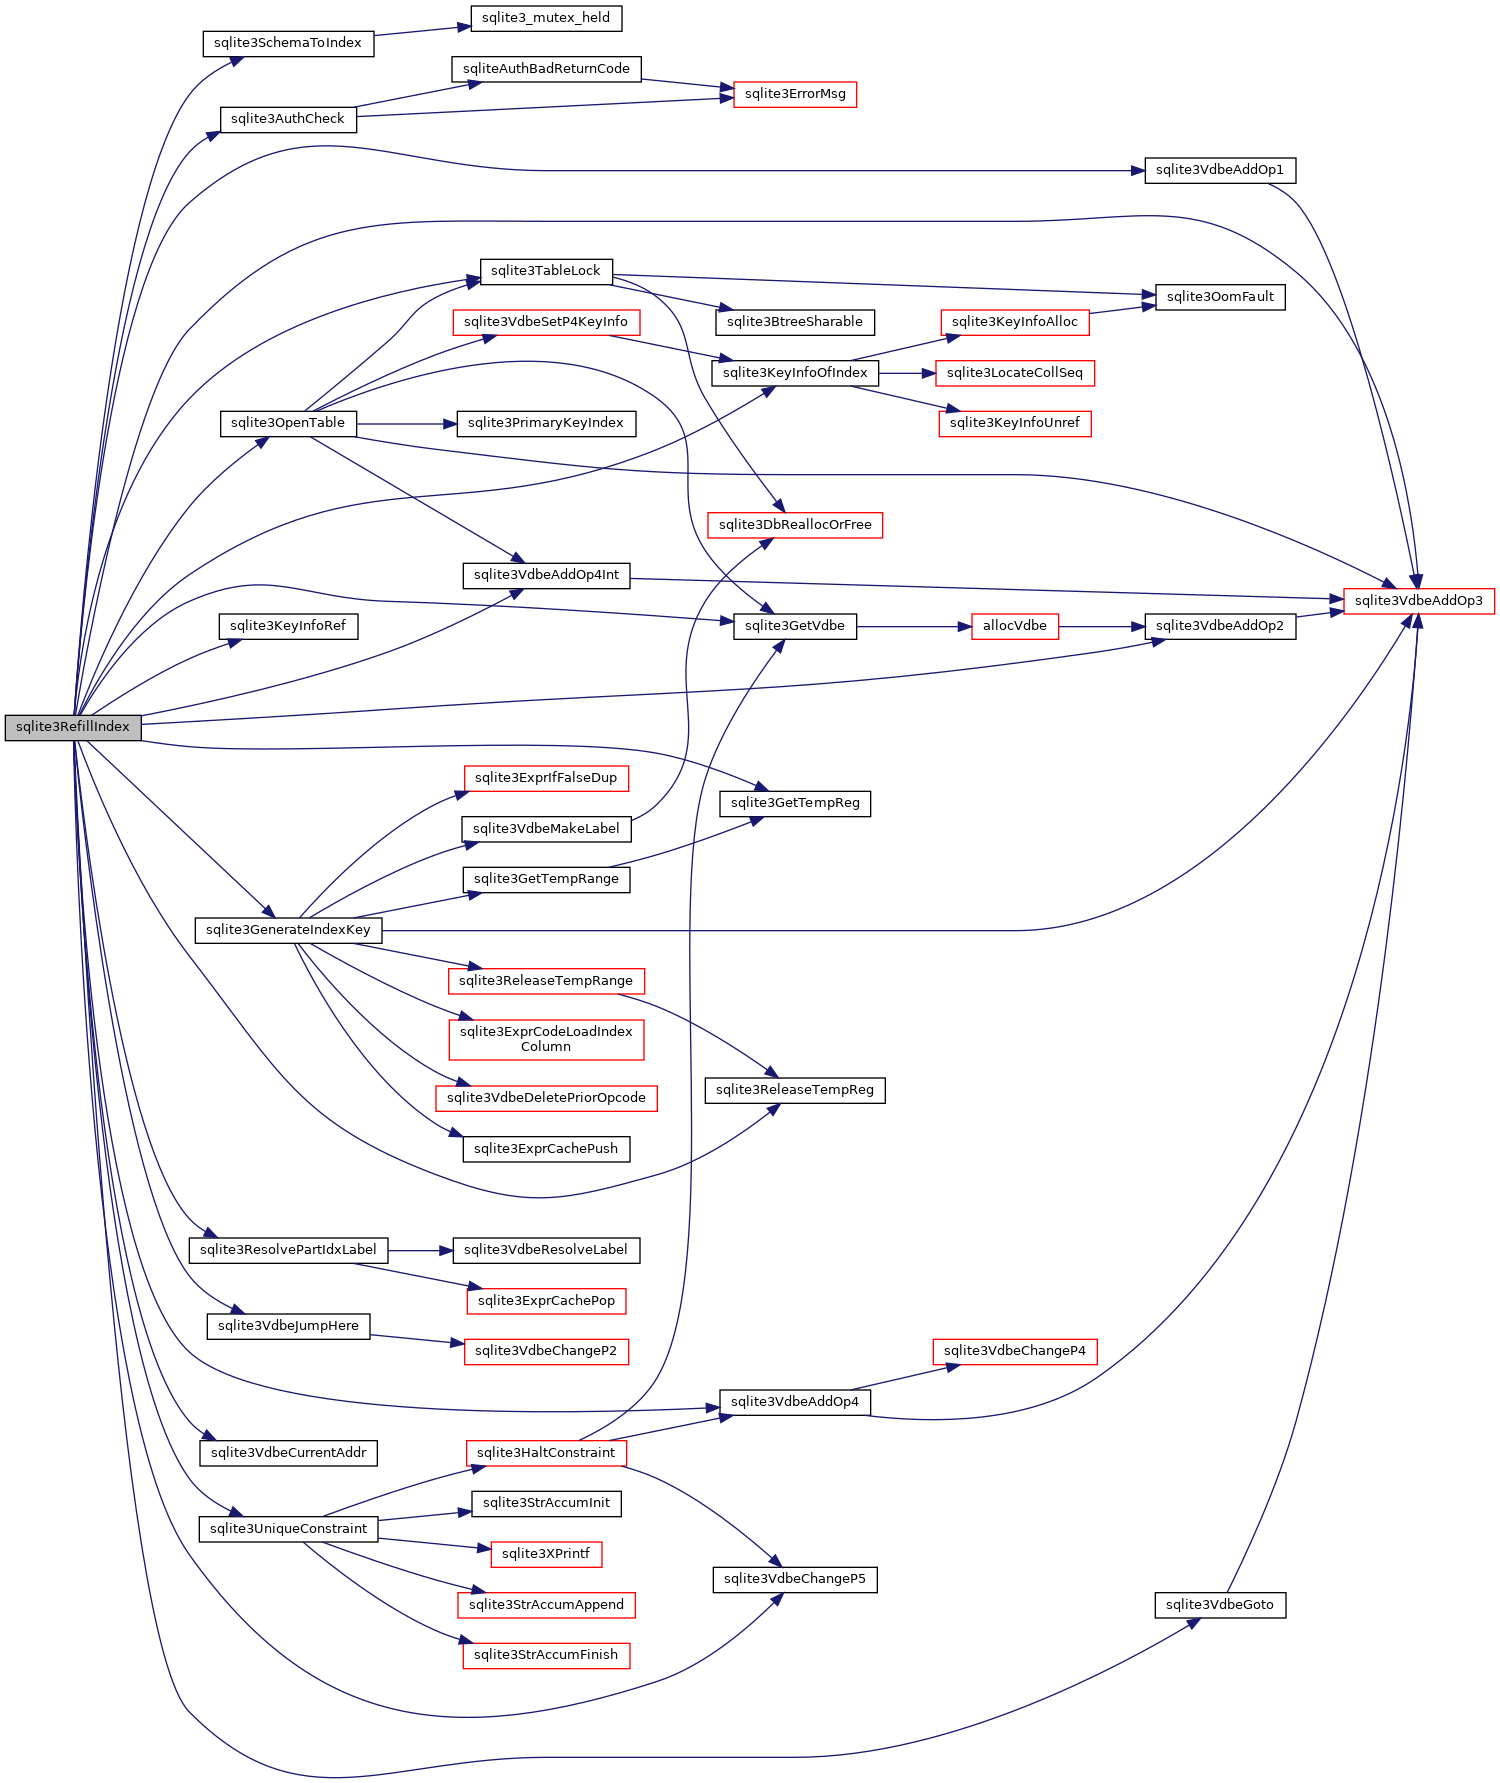 sqlite3_mutex_held
sqlite3SchemaToIndex
sqliteAuthBadReturnCode
sqlite3ErrorMsg
sqlite3AuthCheck
sqlite3VdbeAddOp1
sqlite3TableLock
sqlite3OomFault
sqlite3VdbeSetP4KeyInfo
sqlite3BtreeSharable
sqlite3KeyInfoAlloc
sqlite3KeyInfoOfIndex
sqlite3LocateCollSeq
sqlite3OpenTable
sqlite3PrimaryKeyIndex
sqlite3KeyInfoUnref
sqlite3DbReallocOrFree
sqlite3VdbeAddOp4Int
sqlite3VdbeAddOp3
sqlite3KeyInfoRef
sqlite3GetVdbe
allocVdbe
sqlite3VdbeAddOp2
sqlite3RefillIndex
sqlite3ExprIfFalseDup
sqlite3GetTempReg
sqlite3VdbeMakeLabel
sqlite3GetTempRange
sqlite3GenerateIndexKey
sqlite3ReleaseTempRange
sqlite3ExprCodeLoadIndex
Column
sqlite3ReleaseTempReg
sqlite3VdbeDeletePriorOpcode
sqlite3ExprCachePush
sqlite3ResolvePartIdxLabel
sqlite3VdbeResolveLabel
sqlite3ExprCachePop
sqlite3VdbeJumpHere
sqlite3VdbeChangeP2
sqlite3VdbeChangeP4
sqlite3VdbeAddOp4
sqlite3VdbeCurrentAddr
sqlite3HaltConstraint
sqlite3StrAccumInit
sqlite3UniqueConstraint
sqlite3XPrintf
sqlite3VdbeChangeP5
sqlite3StrAccumAppend
sqlite3VdbeGoto
sqlite3StrAccumFinish